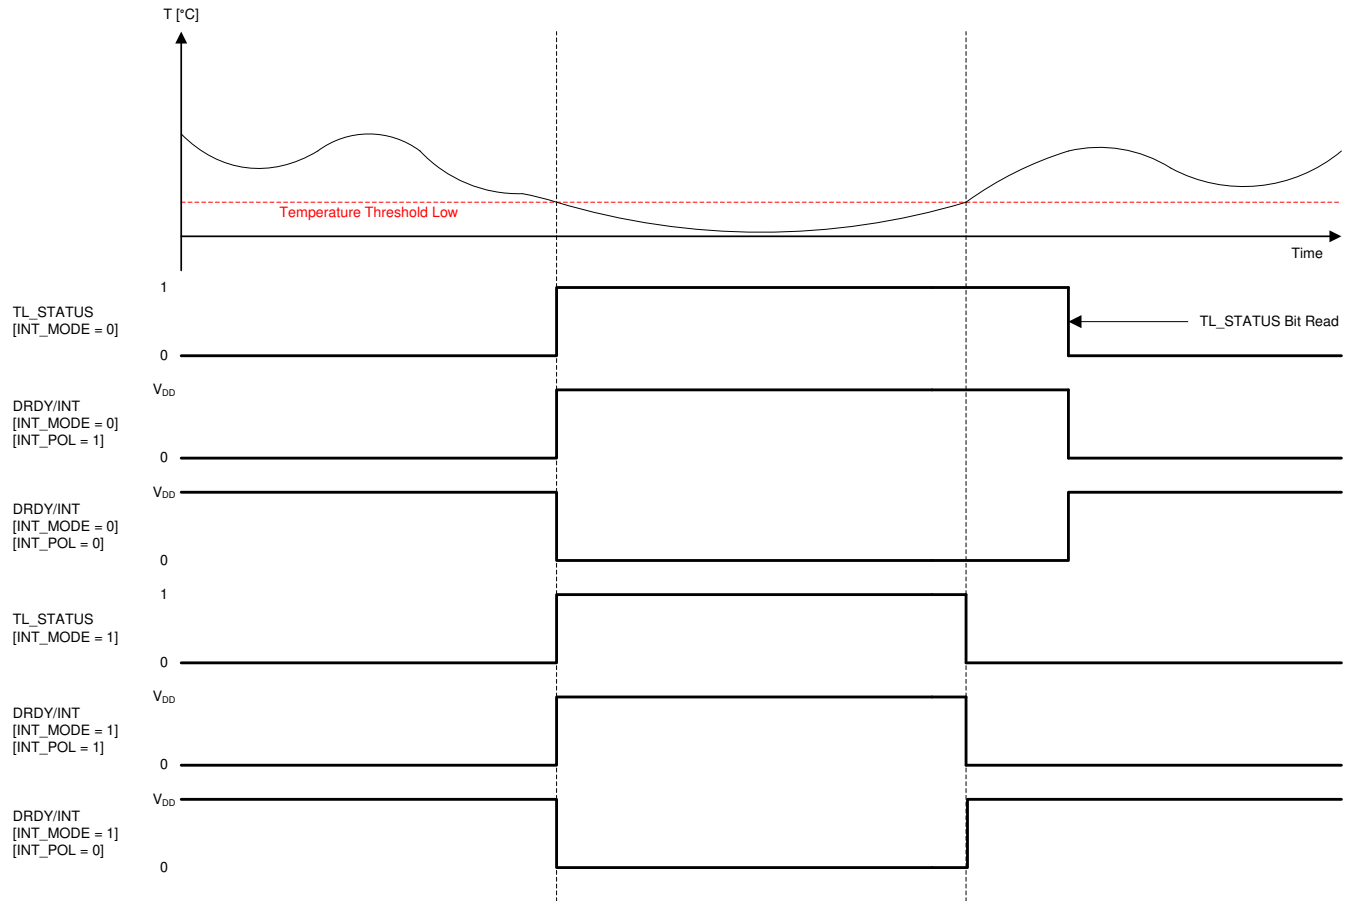 T [°C]
Temperature Threshold Low
Time
1
TL_STATUS
[INT_MODE = 0]
TL_STATUS Bit Read
0
VDD
DRDY/INT
[INT_MODE = 0]
[INT_POL = 1]
0
VDD
DRDY/INT
[INT_MODE = 0]
[INT_POL = 0]
0
1
TL_STATUS
[INT_MODE = 1]
0
VDD
DRDY/INT
[INT_MODE = 1]
[INT_POL = 1]
0
VDD
DRDY/INT
[INT_MODE = 1]
[INT_POL = 0]
0